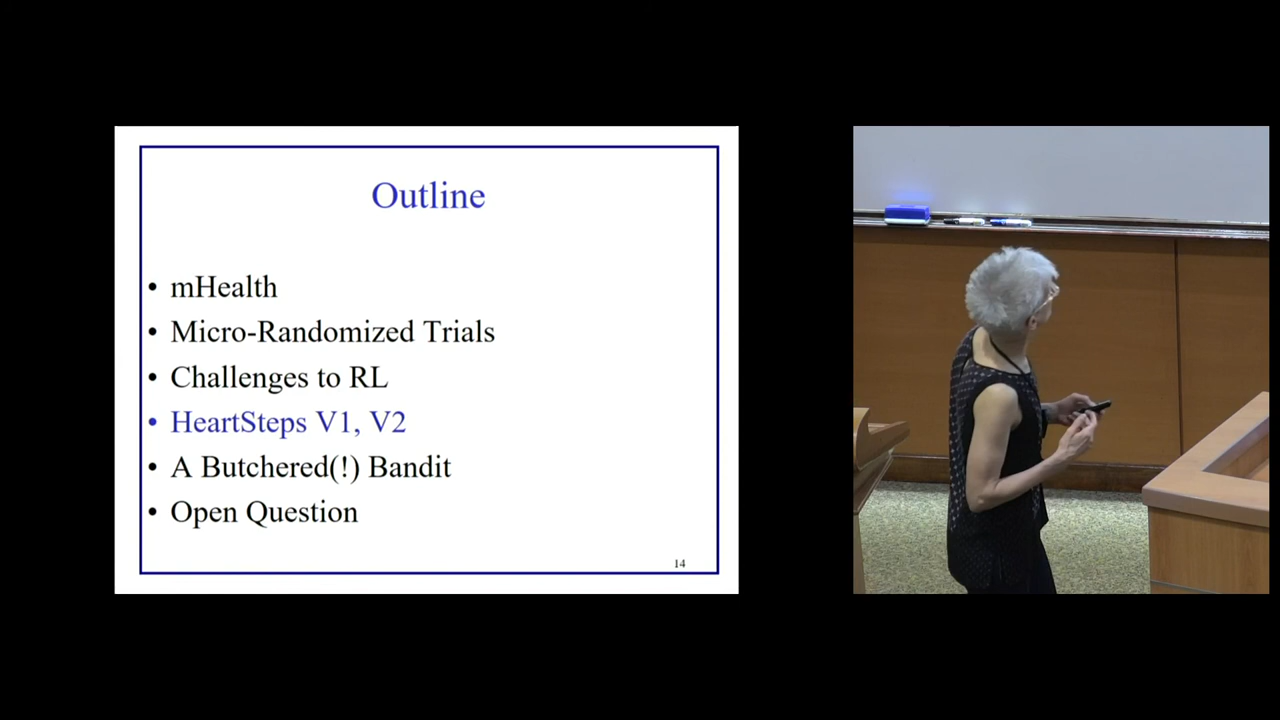 Outline
• mHealth
• Micro-Randomized Trials
• Challenges to RL
• HeartSteps V1, V2
• A Butchered(!) Bandit
• Open Question
14